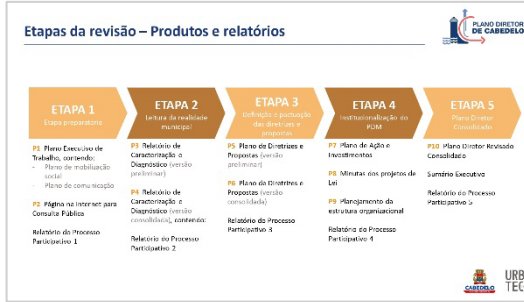 Etapas da revisão – Produtos e relatórios
PLANO DIRETOR
DE CABEDELO
ETAPA 1
Etapa preparatória
ETAPA 2
Leitura da realidade
municipal
ETAPA 3
Definição e pactuação
das diretrizes e
propostas
ETAPA 4
Institucionalização do
PDM
ETAPA 5
Plano Diretor
Consolidado
P1 Plano Executivo de
Trabalho, contendo:
- Plano de mobilização
social
- Plano de comunicação
P2 Página na Internet para
Consulta Pública
Relatório do Processo
Participativo 1
P3 Relatório de
Caracterização e
Diagnóstico (versão
preliminar)
P4 Relatório de
Caracterização e
Diagnóstico (versão
consolidada), contendo:
Relatório do Processo
Participativo 2
P5 Plano de Diretrizes e
Propostas (versão
preliminar)
P6 Plano de Diretrizes e
Propostas (versão
consolidada)
Relatório do Processo
Participativo 3
P7 Plano de Ação e
Investimentos
P8 Minutas dos projetos de
Lei
P9 Planejamento da
estrutura organizacional
Relatório do Processo
Participativo 4
P10 Plano Diretor Revisado
Consolidado
Sumário Executivo
Relatório do Processo
Participativo 5
CABEDELO
URB
TEC